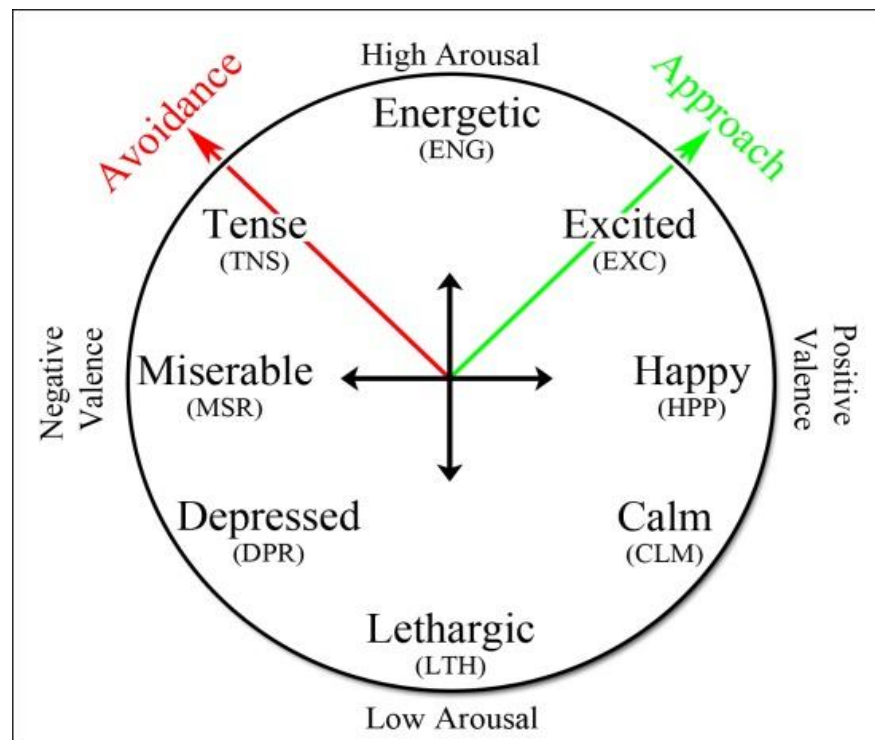 High Arousal
Avoidance
Approach
Energetic
(ENG)
Tense
(TNS)
Excited
(EXC)
Negative
Valence
Miserable
(MSR)
Happy
(HPP)
Positive
Valence
Depressed
(DPR)
Calm
(CLM)
Lethargic
(LTH)
Low Arousal